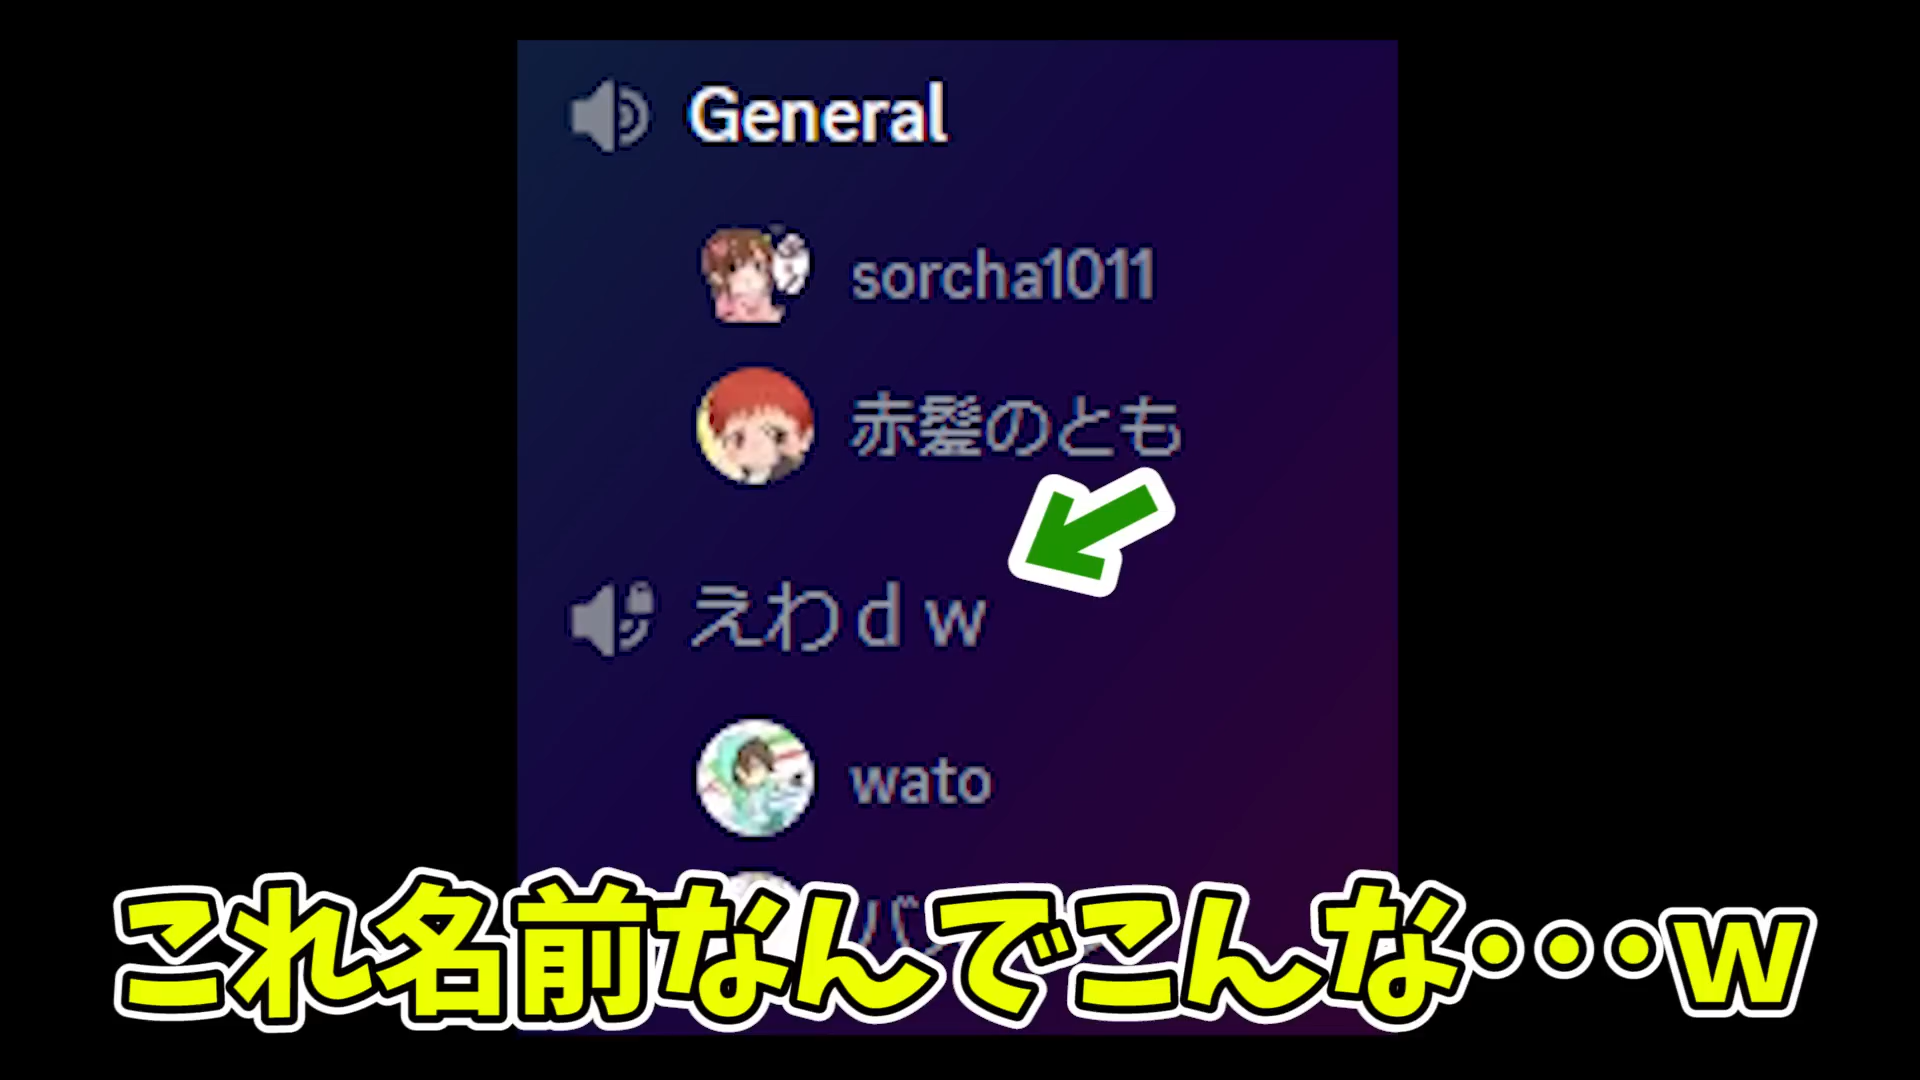 General
sorcha1011
赤髪のとも
えわｄｗ
wato
バ
これ名前なんでこんな･･･w